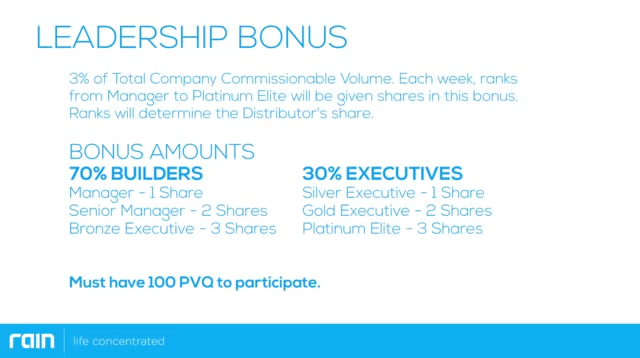 LEADERSHIP BONUS
3% of Total Company Commissionable Volume. Each week, ranks
from Manager to Platinum Elite will be given shares in this bonus.
Ranks will determine the Distributor's share.
BONUS AMOUNTS
70% BUILDERS
Manager - 1 Share
Senior Manager - 2 Shares
Bronze Executive - 3 Shares
30% EXECUTIVES
Silver Executive - 1 Share
Gold Executive - 2 Shares
Platinum Elite - 3 Shares
Must have 100 PVQ to participate.
rain
life concentrated